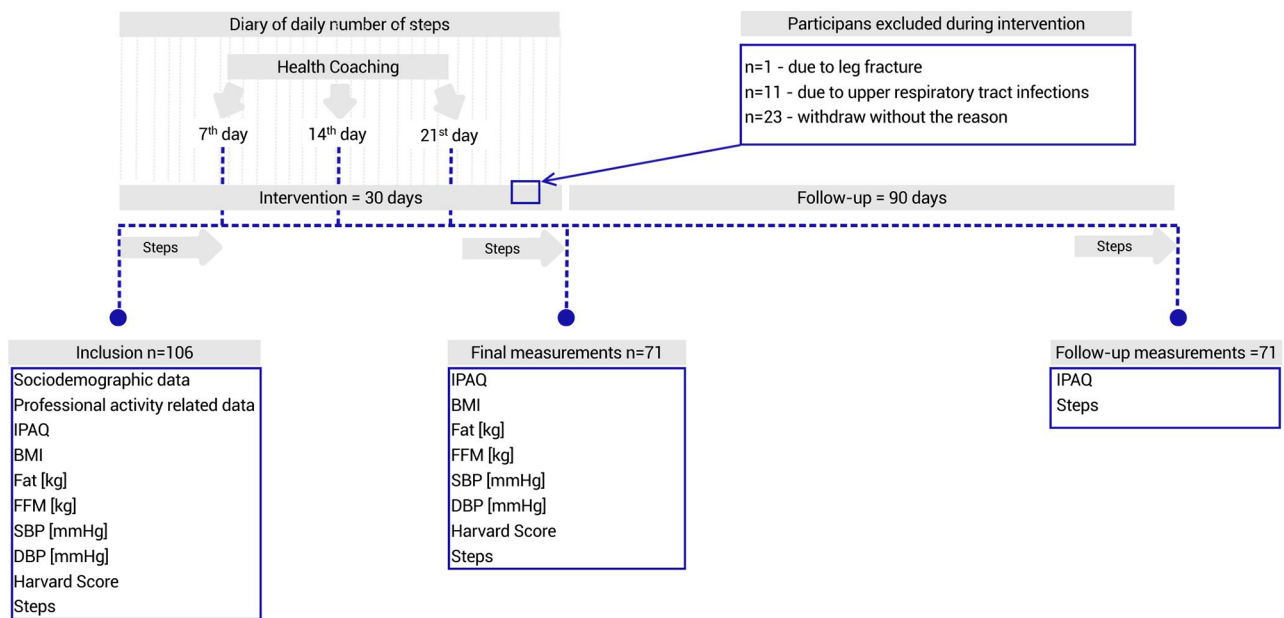 Diary of daily number of steps
Health Coaching
7th day
14th day
21st day
Participans excluded during intervention
n=1 - due to leg fracture
n=11 - due to upper respiratory tract infections
n=23 - withdraw without the reason
Intervention = 30 days
Follow-up = 90 days
Steps
Steps
Steps
Inclusion n=106
Sociodemographic data
Professional activity related data
IPAQ
BMI
Fat [kg]
FFM [kg]
SBP [mmHg]
DBP [mmHg]
Harvard Score
Steps
Final measurements n=71
IPAQ
BMI
Fat [kg]
FFM [kg]
SBP [mmHg]
DBP [mmHg]
Harvard Score
Steps
Follow-up measurements =71
IPAQ
Steps